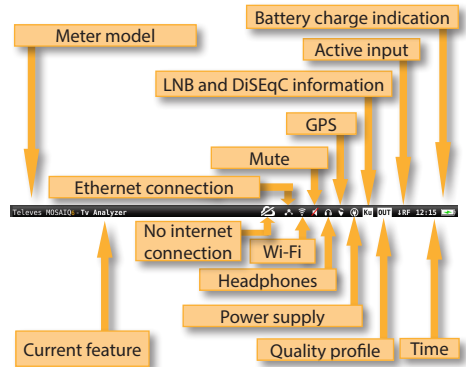 Battery charge indication
Meter model
Active input
LNB and DiSEqC information
GPS
Mute
Ethernet connection
Televes MOSAIQ6-Tv Analyzer Ku OUT ↓RF 12:15
No internet
connection
Wi-Fi
Headphones
Power supply
Current feature
Quality profile
Time